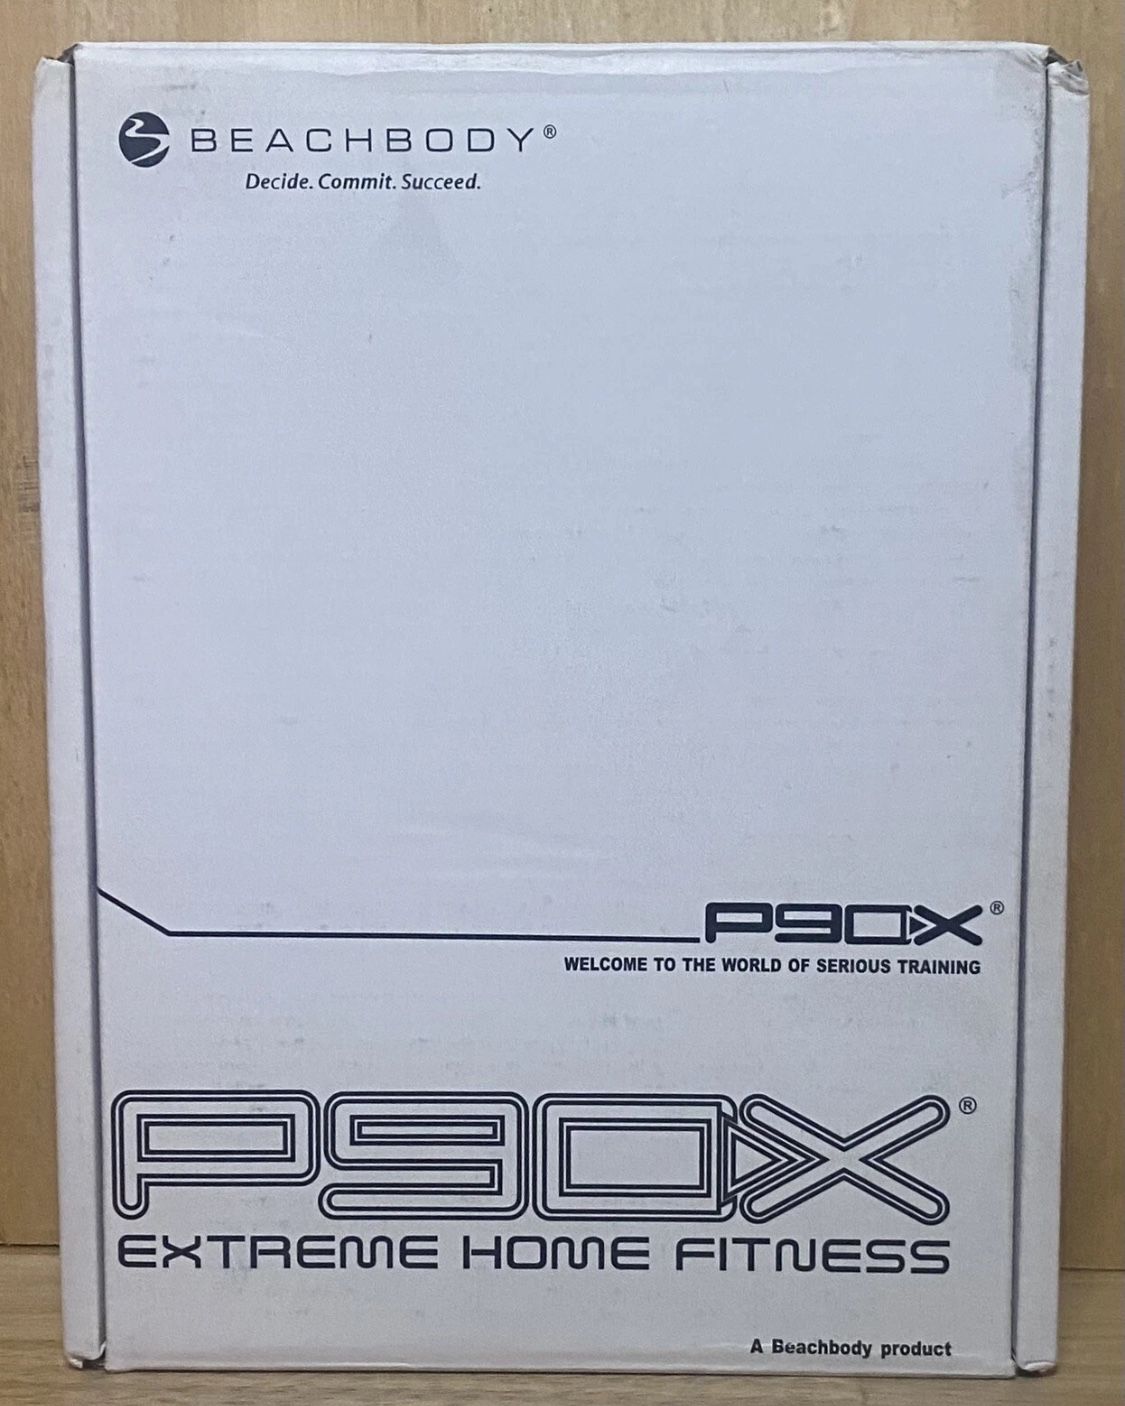 BEACHBODY®
Decide. Commit. Succeed.
P90X®
WELCOME TO THE WORLD OF SERIOUS TRAINING
P90X®
EXTREME HOME FITNESS
A Beachbody product